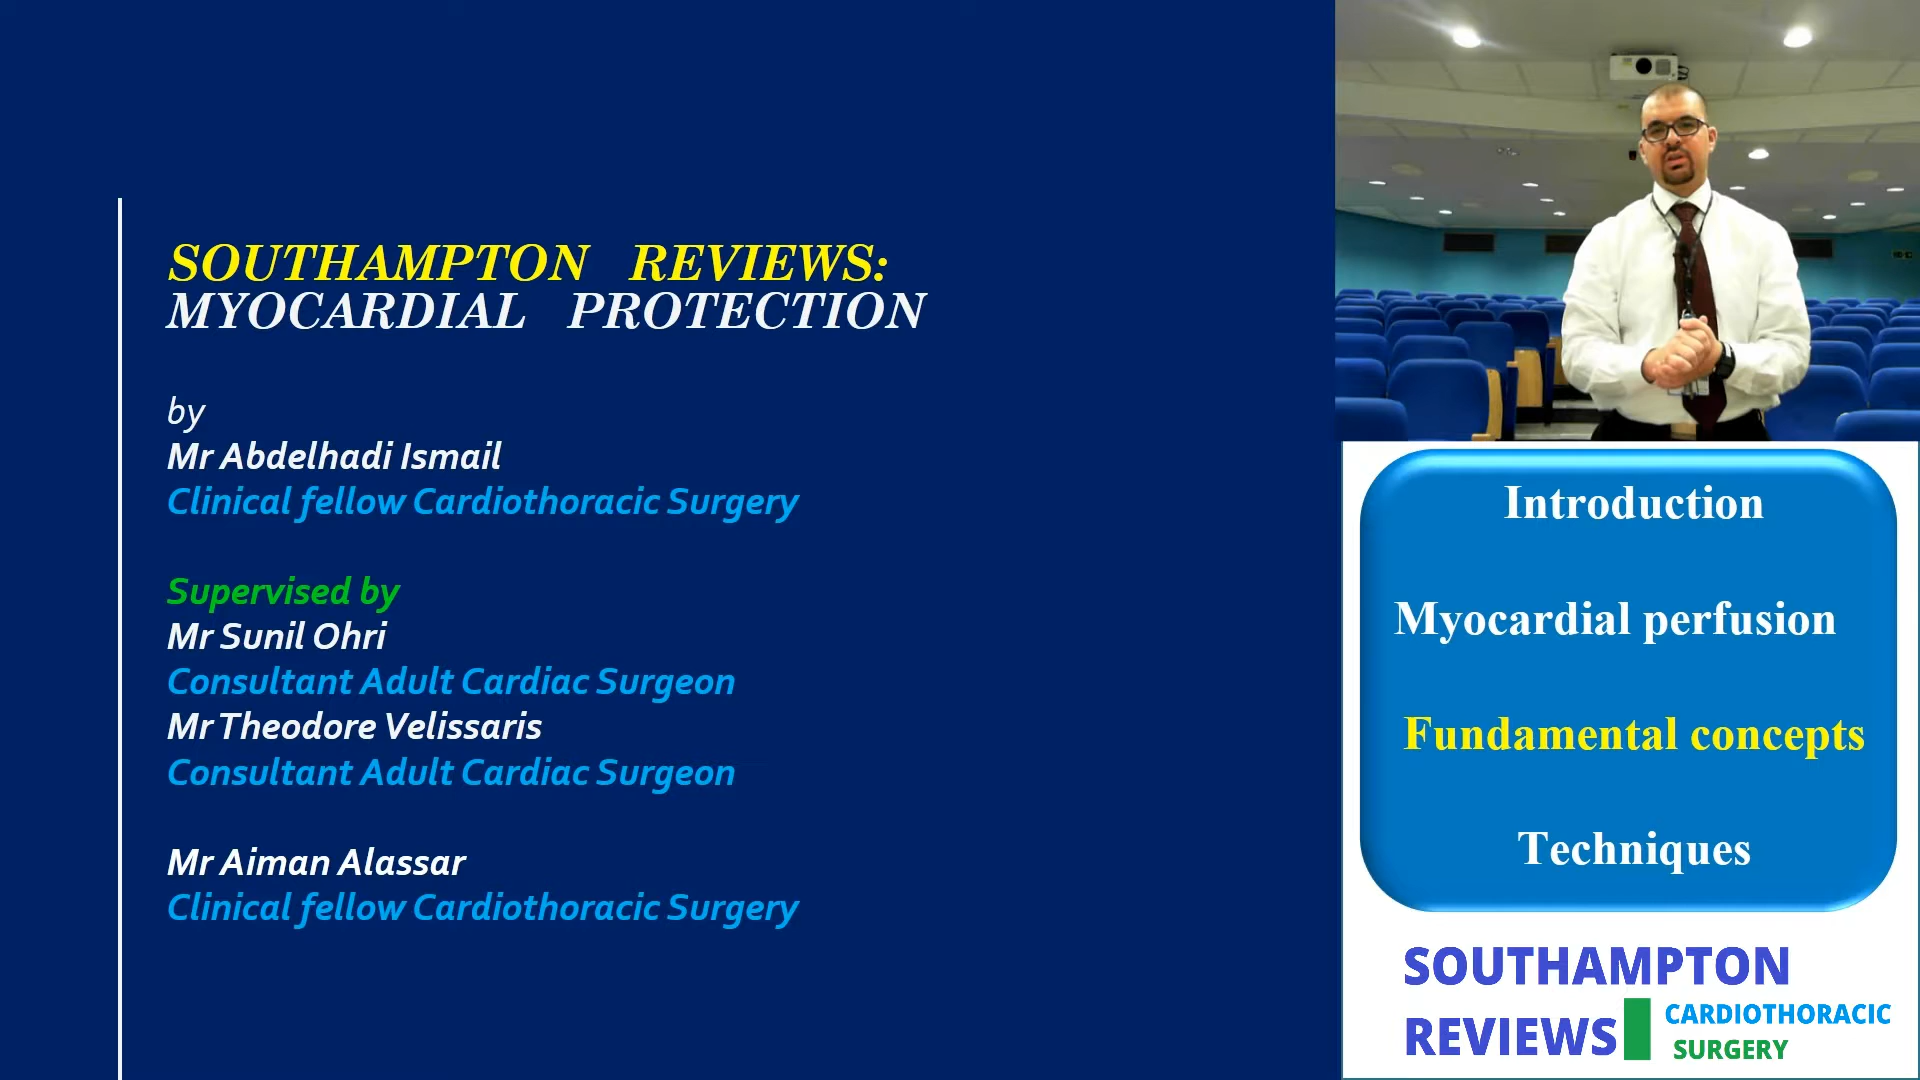 SOUTHAMPTON REVIEWS:
MYOCARDIAL PROTECTION
by
Mr Abdelhadi Ismail
Clinical fellow Cardiothoracic Surgery
Supervised by
Mr Sunil Ohri
Consultant Adult Cardiac Surgeon
Mr Theodore Velissaris
Consultant Adult Cardiac Surgeon
Mr Aiman Alassar
Clinical fellow Cardiothoracic Surgery
Introduction
Myocardial perfusion
Fundamental concepts
Techniques
SOUTHAMPTON
REVIEWS
CARDIOTHORACIC
SURGERY